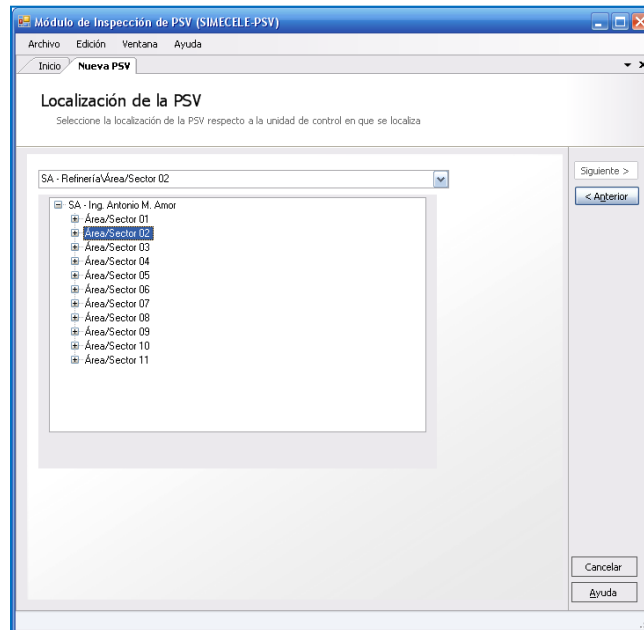 Módulo de Inspección de PSV (SIMECELE-PSV)
Archivo Edición Ventana Ayuda
Inicio Nueva PSV
Localización de la PSV
Seleccione la localización de la PSV respecto a la unidad de control en que se localiza
SA - Refinería\Área/Sector 02
Siguiente >
< Anterior
SA - Ing. Antonio M. Amor
Área/Sector 01
Área/Sector 02
Área/Sector 03
Área/Sector 04
Área/Sector 05
Área/Sector 06
Área/Sector 07
Área/Sector 08
Área/Sector 09
Área/Sector 10
Área/Sector 11
Cancelar
Ayuda